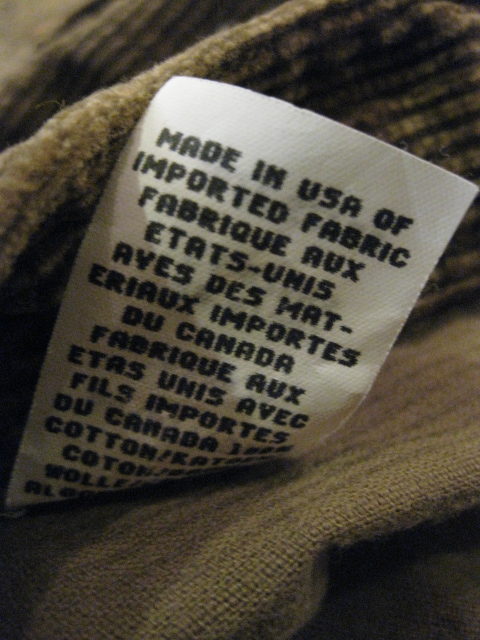 MADE IN USA OF
IMPORTED FABRIC
FABRIQUE AUX
ETATS-UNIS
AVES DES MAT-
ERIAUX IMPORTES
DU CANADA
FABRIQUE AUX
ETAS UNIS AVEC
FILS IMPORTES
DU CANADA